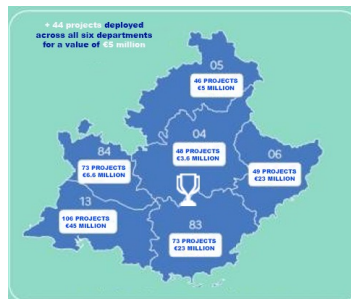 + 44 projects deployed
across all six departments
for a value of €5 million
05
46 PROJECTS
€5 MILLION
04
46 PROJECTS
€3.6 MILLION
06
49 PROJECTS
€23 MILLION
84
73 PROJECTS
€6.6 MILLION
13
106 PROJECTS
€45 MILLION
83
73 PROJECTS
€23 MILLION